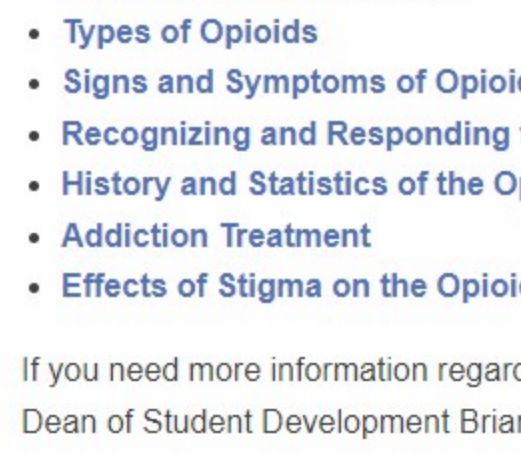 Types of Opioids
Signs and Symptoms of
Recognizing and Responding
History and Statistics of the
Addiction Treatment
Effects of Stigma on the
If you need more information
Dean of Student Development